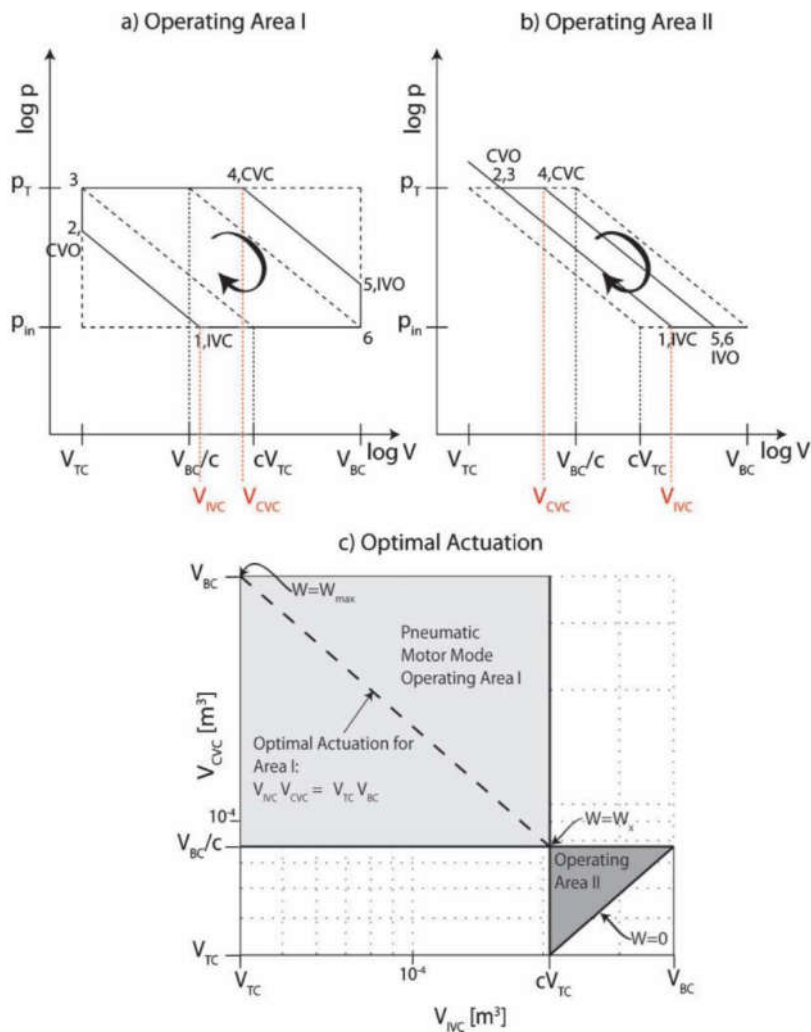 a) Operating Area I
b) Operating Area II
log p
log p
3
4,CVC
CVO
2,3
4,CVC
p_T
p_T
2,
CVO
5,IVO
p_in
p_in
1,IVC
6
1,IVC
5,6
IVO
log V
log V
V_TC
V_BC/c
cV_TC
V_BC
V_TC
V_BC/c
cV_TC
V_BC
V_IVC
V_CVC
V_CVC
V_IVC
c) Optimal Actuation
V_BC
W=W_max
Pneumatic
Motor Mode
Operating Area I
V_CVC [m³]
Optimal Actuation for
Area I:
V_IVC V_CVC = V_TC V_BC
10⁻⁴
W=W_x
V_BC/c
Operating
Area II
W=0
V_TC
V_TC
10⁻⁴
cV_TC
V_BC
V_IVC [m³]